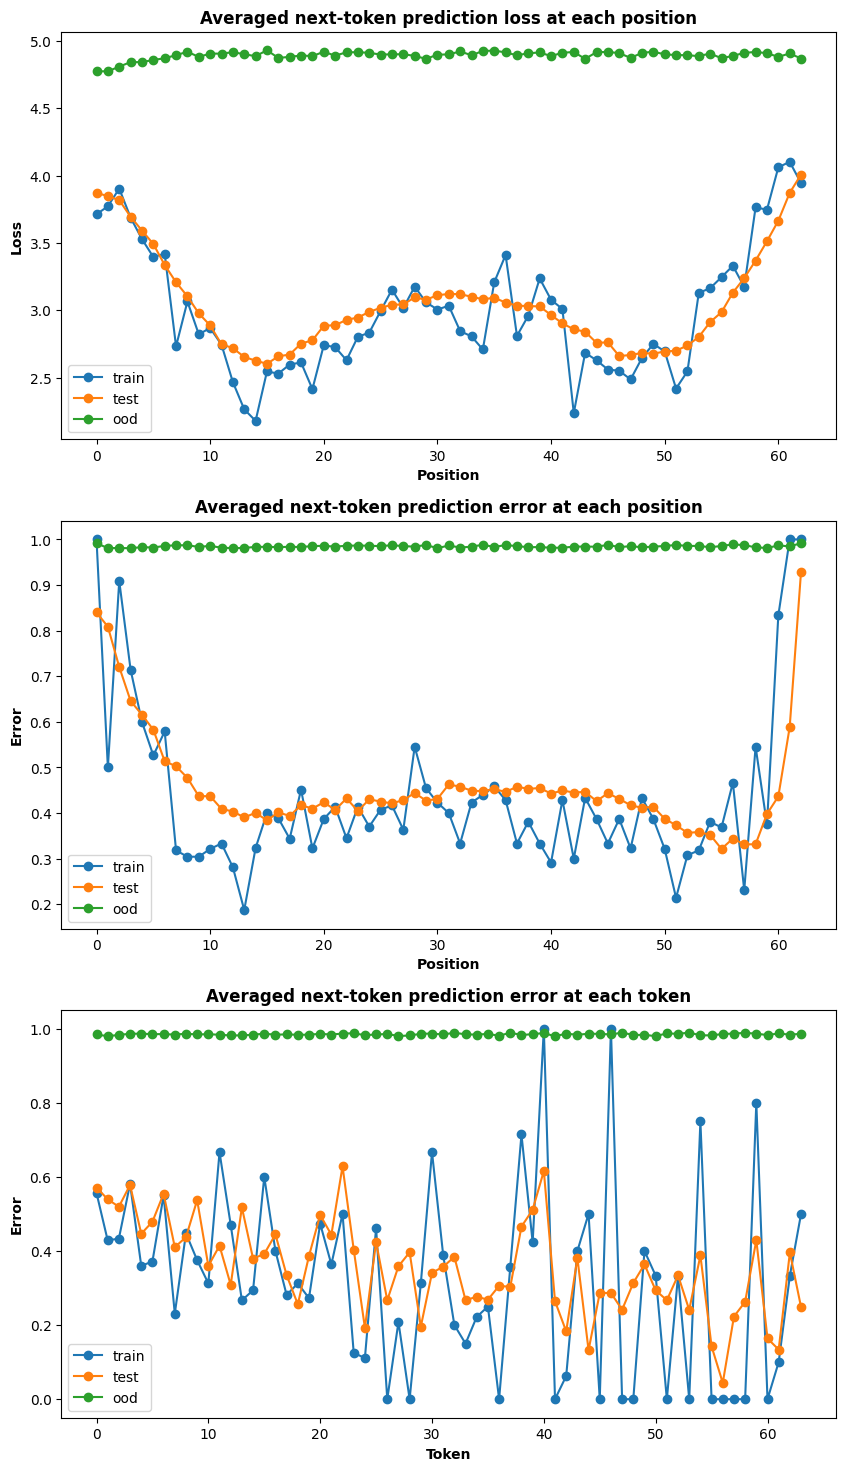 Averaged next-token prediction loss at each position
5.0
4.5
4.0
3.5
3.0
2.5
Loss
train
test
ood
0 10 20 30 40 50 60
Position
Averaged next-token prediction error at each position
1.0
0.9
0.8
0.7
0.6
0.5
0.4
0.3
0.2
Error
train
test
ood
0 10 20 30 40 50 60
Position
Averaged next-token prediction error at each token
1.0
0.8
0.6
0.4
0.2
0.0
Error
train
test
ood
0 10 20 30 40 50 60
Token